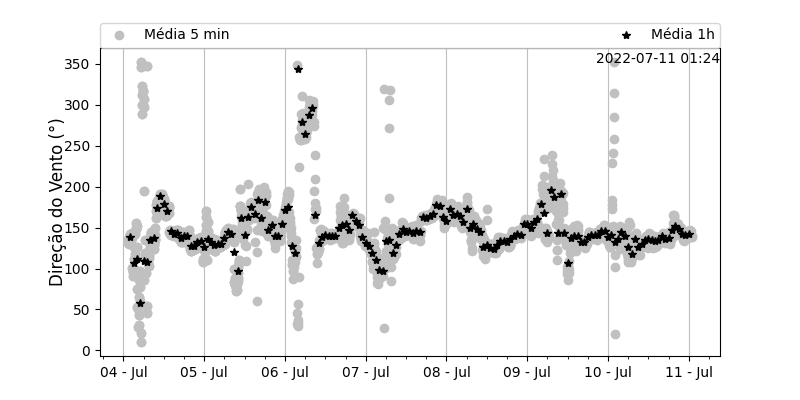 Média 5 min
Média 1h
2022-07-11 01:24
Direção do Vento (°)
350
300
250
200
150
100
50
0
04 - Jul
05 - Jul
06 - Jul
07 - Jul
08 - Jul
09 - Jul
10 - Jul
11 - Jul